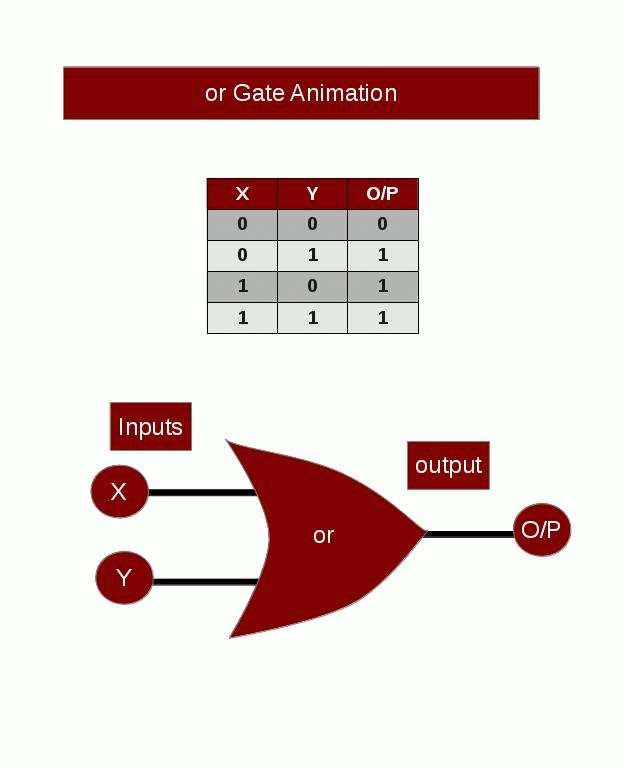 or Gate Animation
X Y O/P
0 0 0
0 1 1
1 0 1
1 1 1
Inputs
output
X
or
O/P
Y